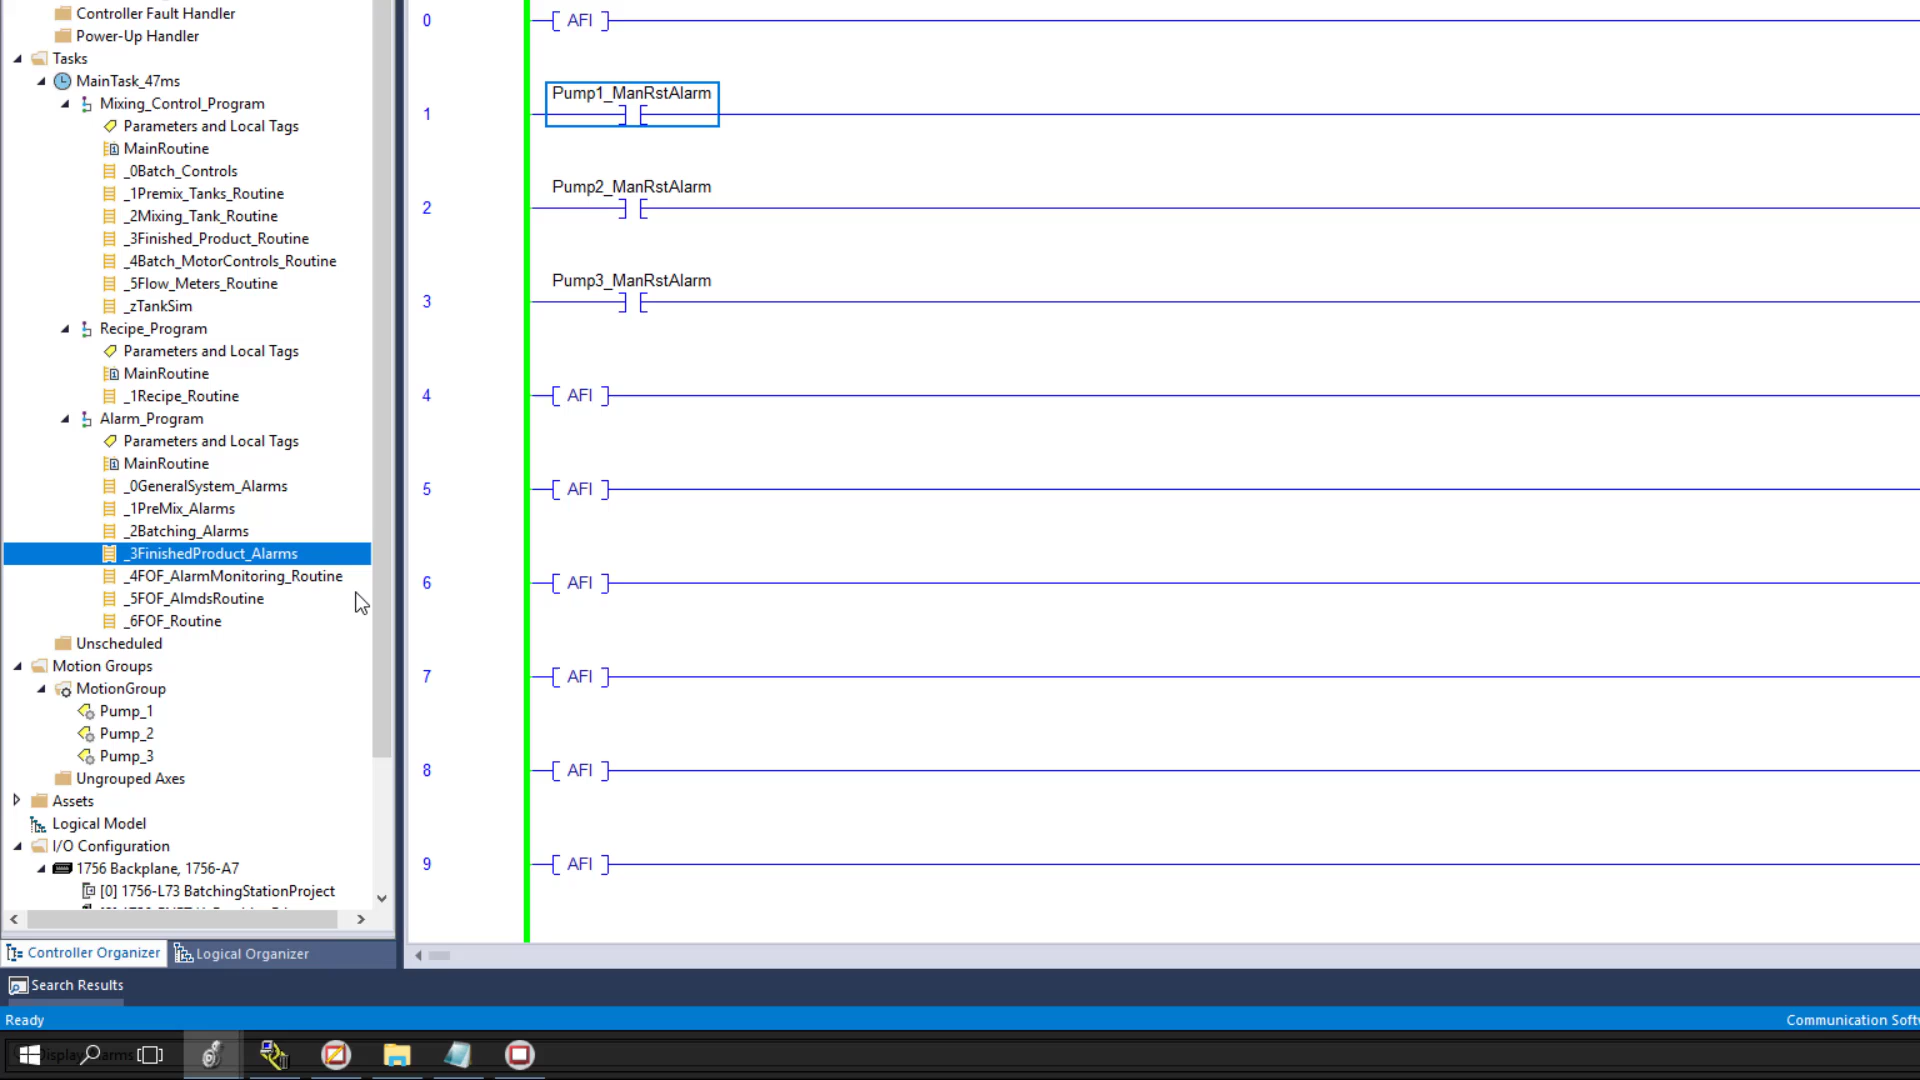 Controller Fault Handler
Power-Up Handler
Tasks
MainTask_47ms
Mixing_Control_Program
Parameters and Local Tags
MainRoutine
_0Batch_Controls
_1Premix_Tanks_Routine
_2Mixing_Tank_Routine
_3Finished_Product_Routine
_4Batch_MotorControls_Routine
_5Flow_Meters_Routine
_zTankSim
Recipe_Program
Parameters and Local Tags
MainRoutine
_1Recipe_Routine
Alarm_Program
Parameters and Local Tags
MainRoutine
_0GeneralSystem_Alarms
_1PreMix_Alarms
_2Batching_Alarms
_3FinishedProduct_Alarms
_4FOF_AlarmMonitoring_Routine
_5FOF_AlmdsRoutine
_6FOF_Routine
Unscheduled
Motion Groups
MotionGroup
Pump_1
Pump_2
Pump_3
Ungrouped Axes
Assets
Logical Model
I/O Configuration
1756 Backplane, 1756-A7
[0] 1756-L73 BatchingStationProject
Controller Organizer
Logical Organizer
0 AFI
Pump1_ManRstAlarm
1
Pump2_ManRstAlarm
2
Pump3_ManRstAlarm
3
4 AFI
5 AFI
6 AFI
7 AFI
8 AFI
9 AFI
Search Results
Ready
Communication Soft